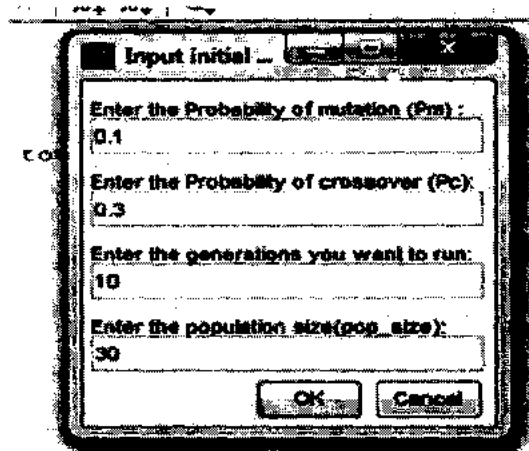 Input initial ...
Enter the Probability of mutation (Pm) :
0.1
Enter the Probability of crossover (Pc):
0.3
Enter the generations you want to run:
10
Enter the population size(pop_size):
30
OK Cancel